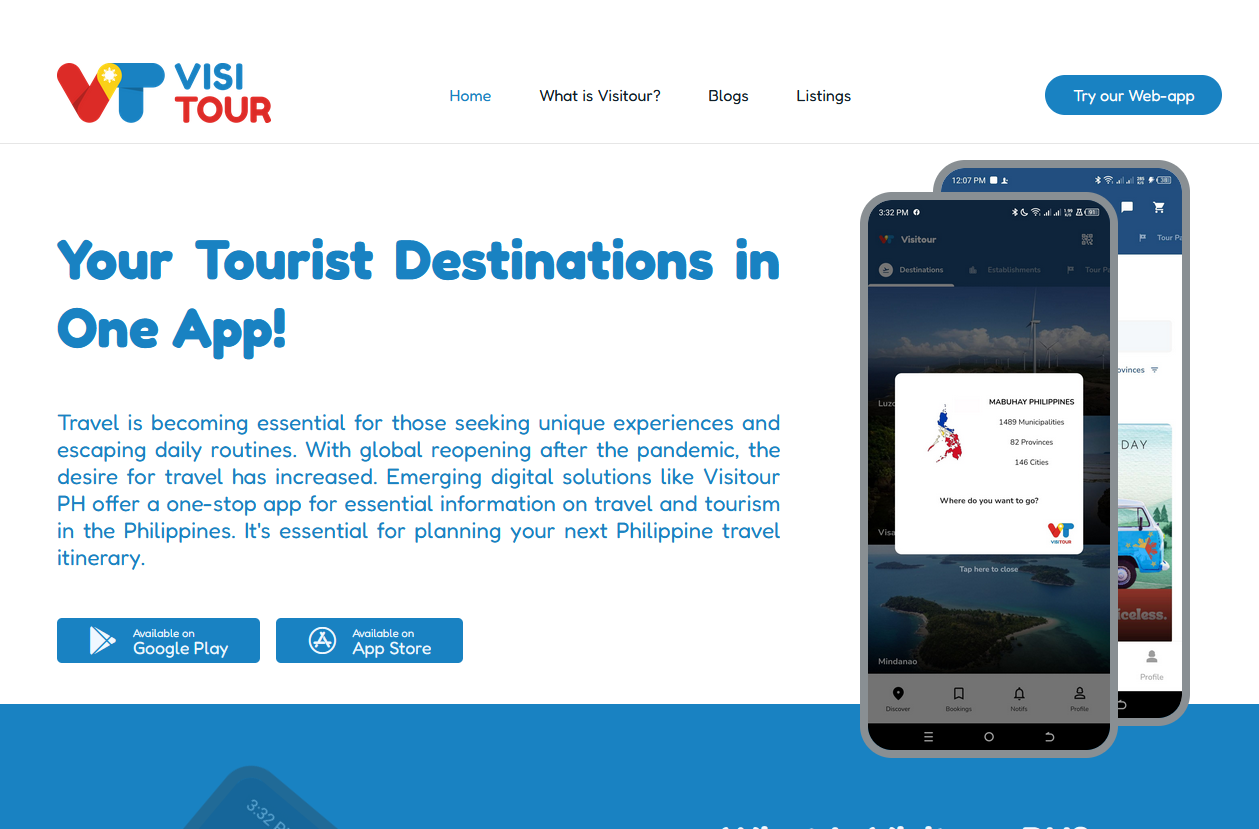 VISI
TOUR
Home
What is Visitour?
Blogs
Listings
Try our Web-app
Your Tourist Destinations in
One App!
Travel is becoming essential for those seeking unique experiences and
escaping daily routines. With global reopening after the pandemic, the
desire for travel has increased. Emerging digital solutions like Visitour
PH offer a one-stop app for essential information on travel and tourism
in the Philippines. It's essential for planning your next Philippine travel
itinerary.
Available on
Google Play
Available on
App Store
12:07 PM
Tour Pa
ovinces
DAY
iceless.
Profile
3:32 PM
Visitour
Destinations
Establishments
Tour Pa
Luzo
MABUHAY PHILIPPINES
1489 Municipalities
82 Provinces
146 Cities
Where do you want to go?
VISITOUR
Visa
Tap here to close
Mindanao
Discover
Bookings
Notifs
Profile
3:32 P